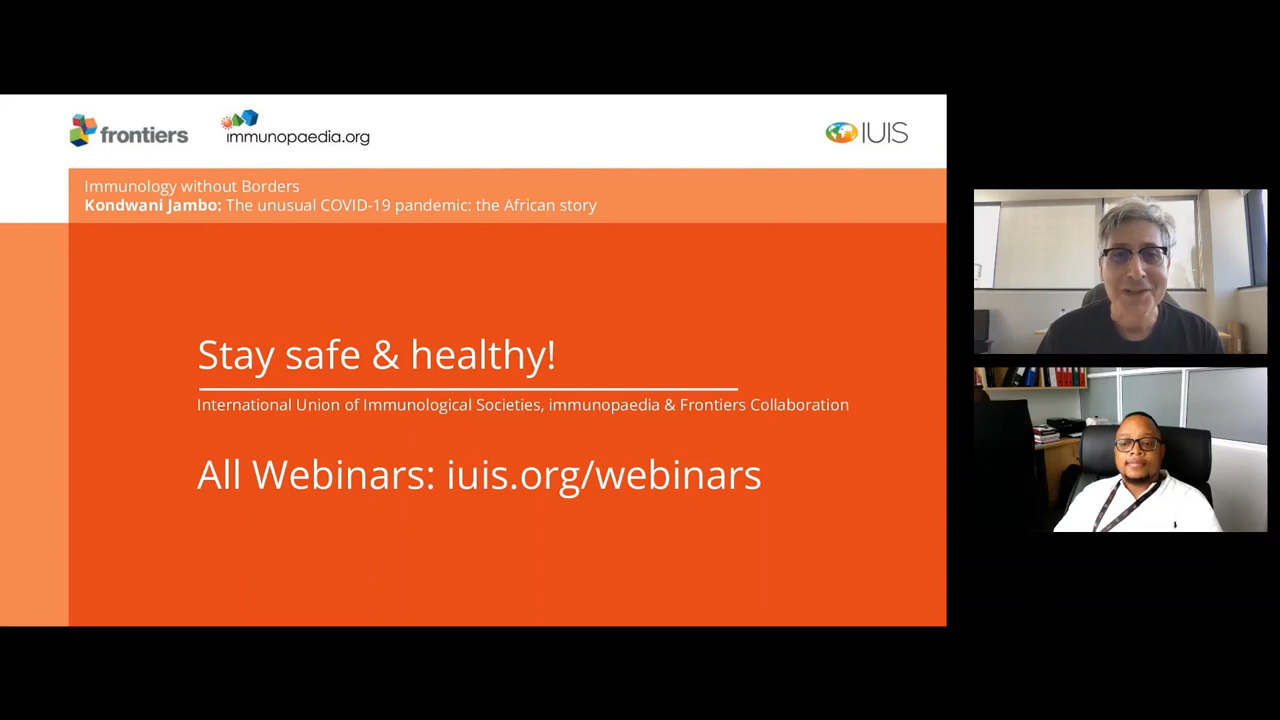 frontiers
immunopaedia.org
IUIS
Immunology without Borders
Kondwani Jambo: The unusual COVID-19 pandemic: the African story
Stay safe & healthy!
International Union of Immunological Societies, immunopaedia & Frontiers Collaboration
All Webinars: iuis.org/webinars